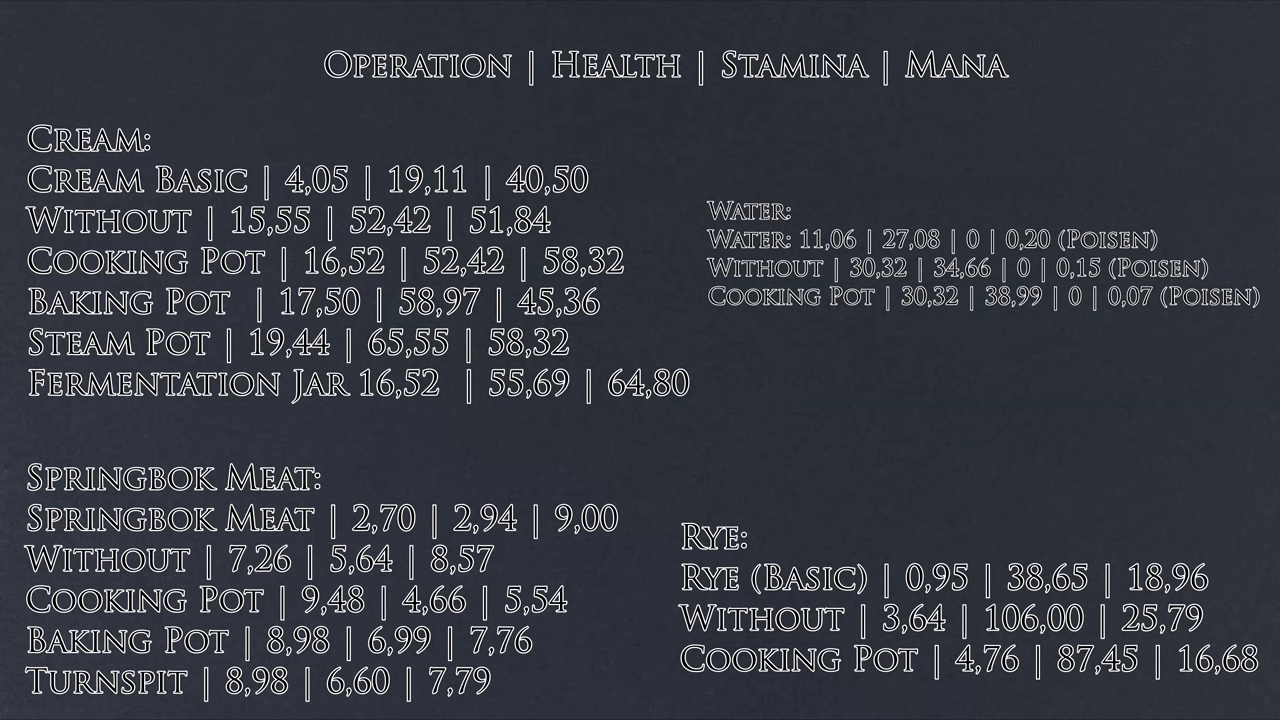 Operation | Health | Stamina | Mana
Cream:
Cream Basic | 4,05 | 19,11 | 40,50
Without | 15,55 | 52,42 | 51,84
Cooking Pot | 16,52 | 52,42 | 58,32
Baking Pot | 17,50 | 58,97 | 45,36
Steam Pot | 19,44 | 65,55 | 58,32
Fermentation Jar 16,52 | 55,69 | 64,80
Water:
Water: 11,06 | 27,08 | 0 | 0,20 (Poisen)
Without | 30,32 | 34,66 | 0 | 0,15 (Poisen)
Cooking Pot | 30,32 | 38,99 | 0 | 0,07 (Poisen)
Springbok Meat:
Springbok Meat | 2,70 | 2,94 | 9,00
Without | 7,26 | 5,64 | 8,57
Cooking Pot | 9,48 | 4,66 | 5,54
Baking Pot | 8,98 | 6,99 | 7,76
Turnspit | 8,98 | 6,60 | 7,79
Rye:
Rye (Basic) | 0,95 | 38,65 | 18,96
Without | 3,64 | 106,00 | 25,79
Cooking Pot | 4,76 | 87,45 | 16,68